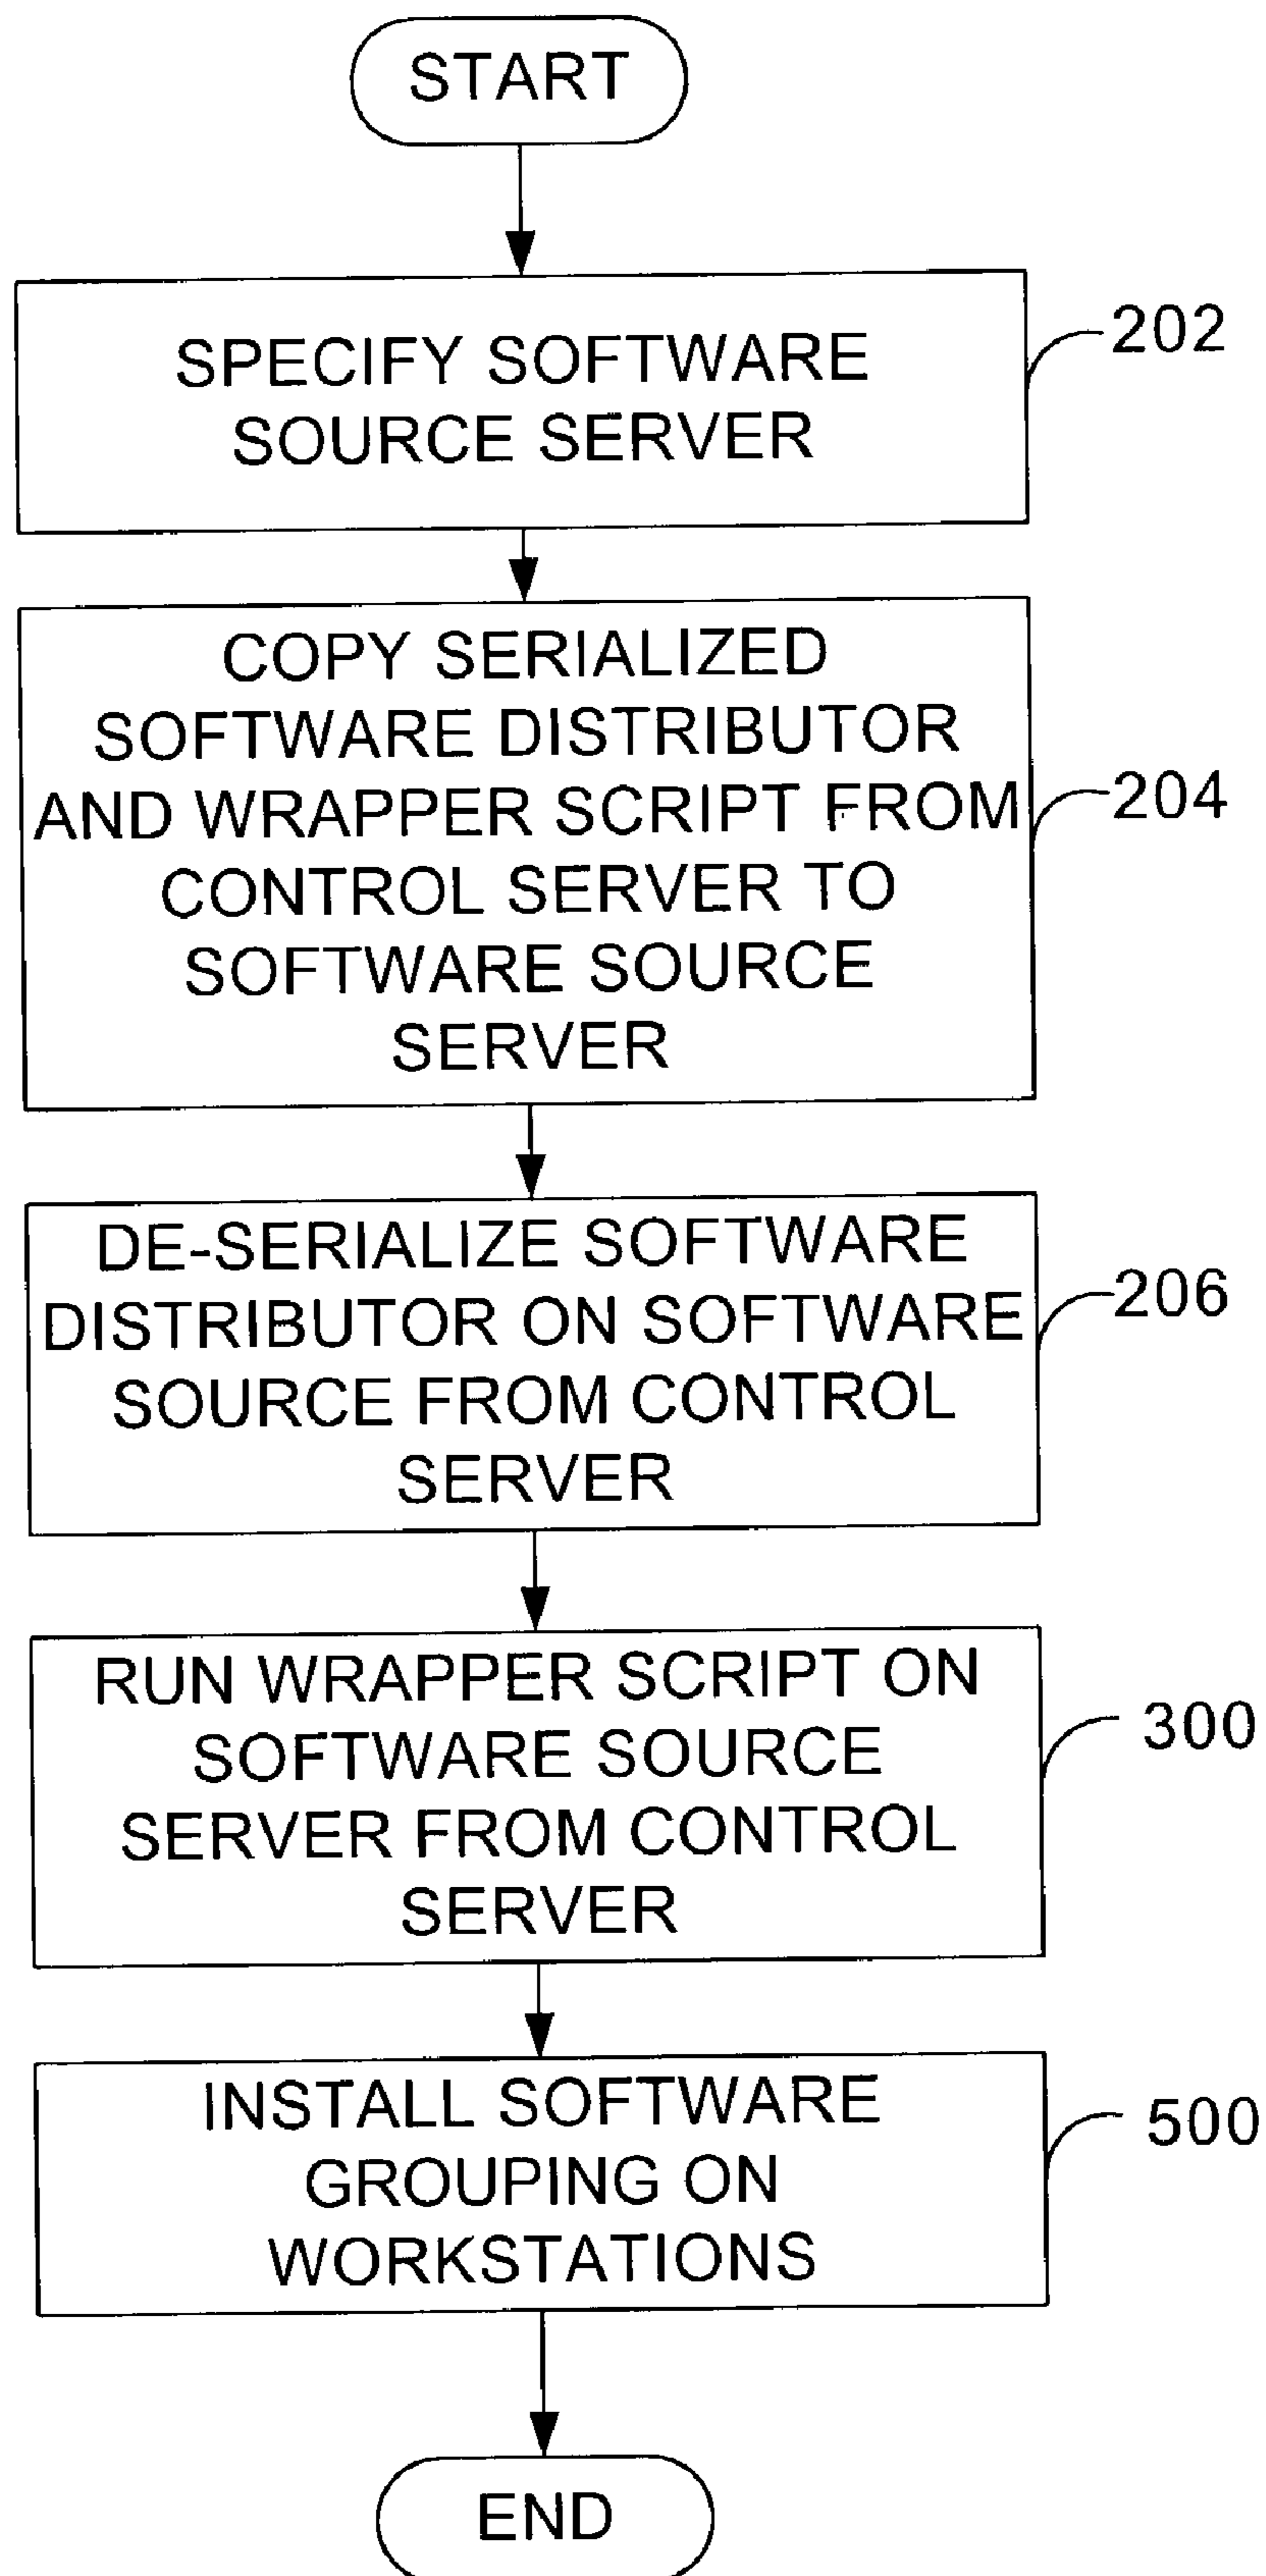 START
SPECIFY SOFTWARE
SOURCE SERVER
202
COPY SERIALIZED
SOFTWARE DISTRIBUTOR
AND WRAPPER SCRIPT FROM
CONTROL SERVER TO
SOFTWARE SOURCE
SERVER
204
DE-SERIALIZE SOFTWARE
DISTRIBUTOR ON SOFTWARE
SOURCE FROM CONTROL
SERVER
206
RUN WRAPPER SCRIPT ON
SOFTWARE SOURCE
SERVER FROM CONTROL
SERVER
300
INSTALL SOFTWARE
GROUPING ON
WORKSTATIONS
500
END